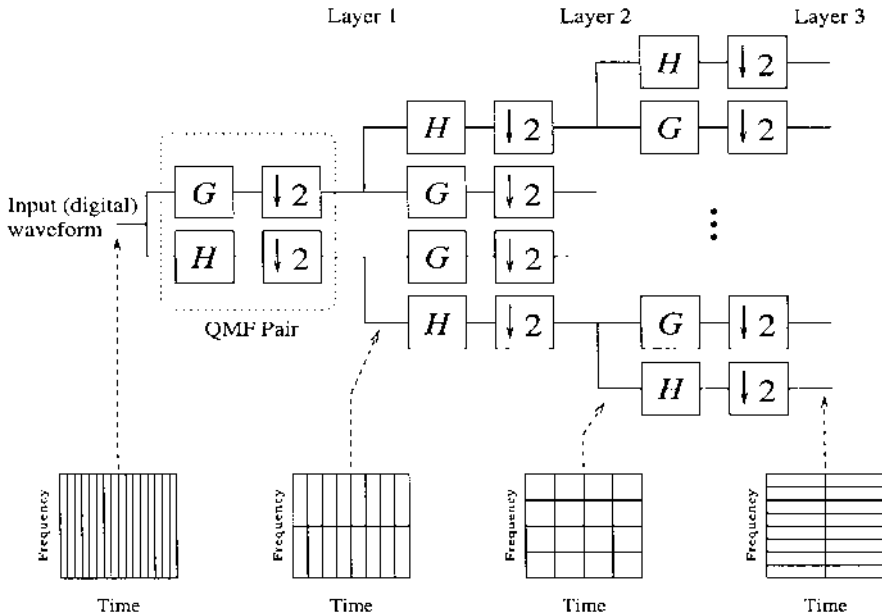 Layer 1 Layer 2 Layer 3
H ↓ 2
H ↓ 2 G ↓ 2
G ↓ 2 G ↓ 2
Input (digital)
waveform
H ↓ 2 G ↓ 2
QMF Pair
H ↓ 2 G ↓ 2
H ↓ 2
Frequency Frequency Frequency Frequency
Time Time Time Time